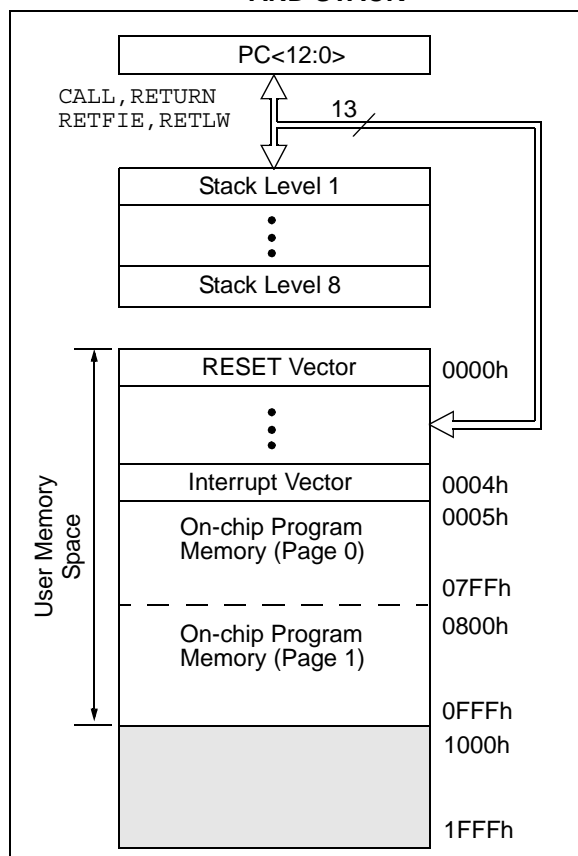 PC<12:0>
CALL,RETURN
RETFIE,RETLW
13
Stack Level 1
Stack Level 8
RESET Vector
0000h
Interrupt Vector
0004h
0005h
On-chip Program
Memory (Page 0)
07FFh
0800h
On-chip Program
Memory (Page 1)
0FFFh
1000h
1FFFh
User Memory
Space